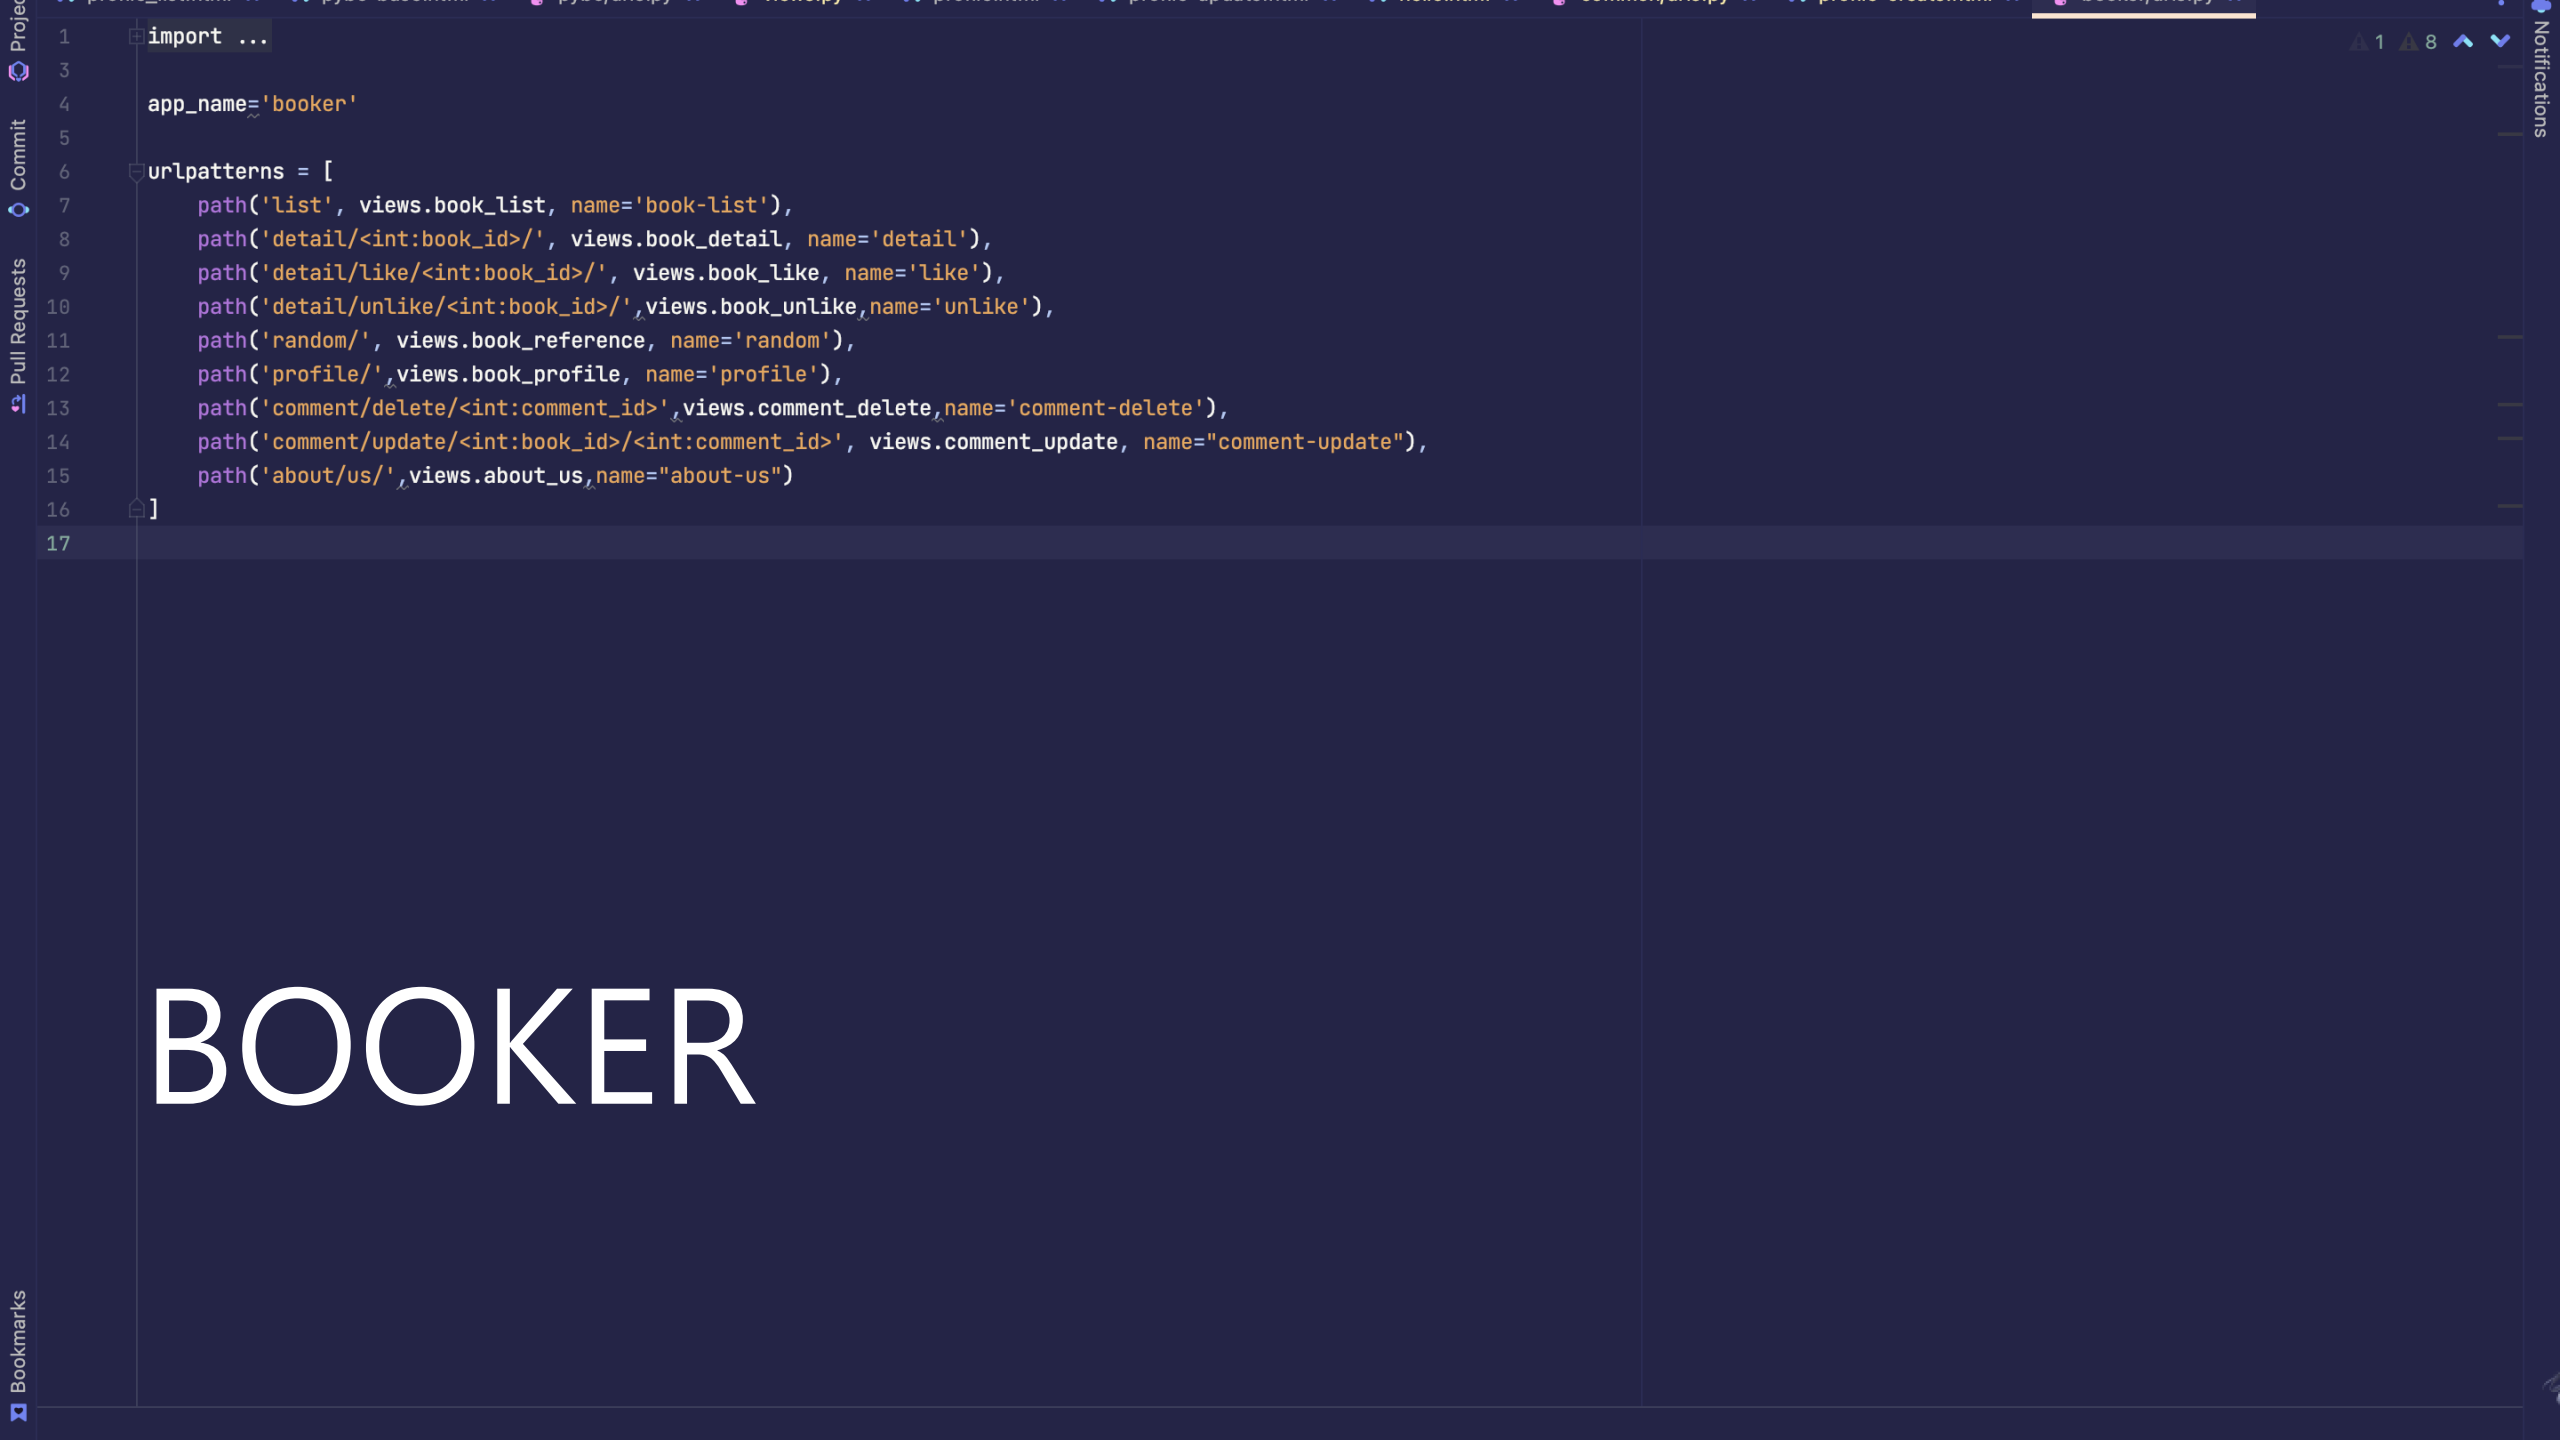 1 import ...
3
4 app_name='booker'
5
6 urlpatterns = [
7 path('list', views.book_list, name='book-list'),
8 path('detail/<int:book_id>/', views.book_detail, name='detail'),
9 path('detail/like/<int:book_id>/', views.book_like, name='like'),
10 path('detail/unlike/<int:book_id>/',views.book_unlike,name='unlike'),
11 path('random/', views.book_reference, name='random'),
12 path('profile/',views.book_profile, name='profile'),
13 path('comment/delete/<int:comment_id>',views.comment_delete,name='comment-delete'),
14 path('comment/update/<int:book_id>/<int:comment_id>', views.comment_update, name="comment-update"),
15 path('about/us/',views.about_us,name="about-us")
16 ]
17
1 8
Commit
Pull Requests
Bookmarks
Notifications
BOOKER